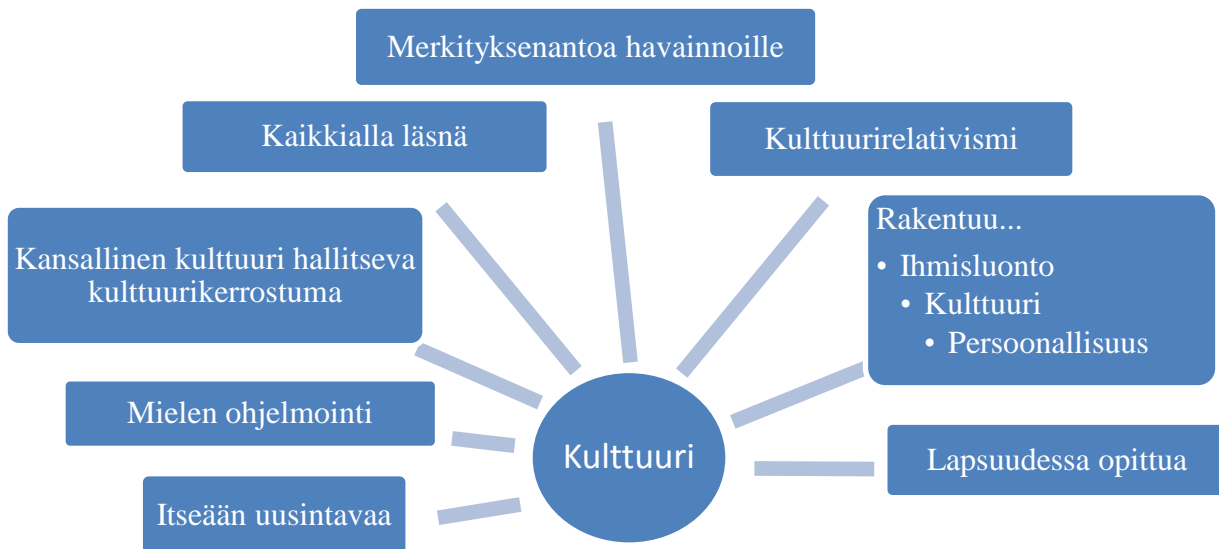 Merkityksenantoa havainnoille
Kaikkialla läsnä
Kulttuurirelativismi
Kansallinen kulttuuri hallitseva
kulttuurikerrostuma
Rakentuu...
• Ihmisluonto
• Kulttuuri
• Persoonallisuus
Mielen ohjelmointi
Kulttuuri
Lapsuudessa opittua
Itseään uusintavaa